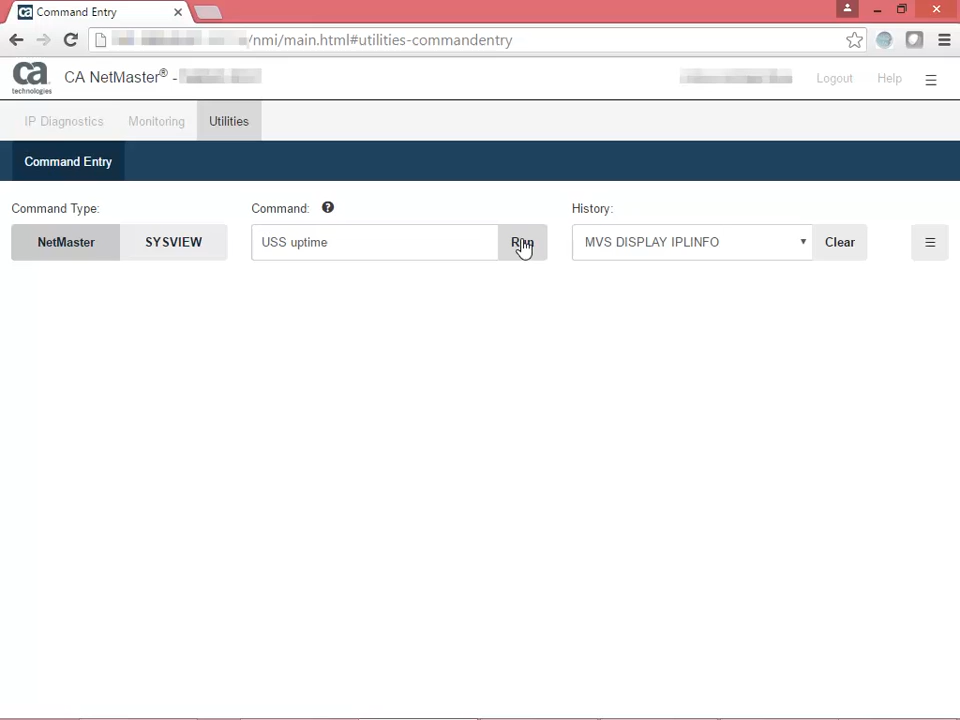 Command Entry
/nmi/main.html#utilities-commandentry
ca technologies
CA NetMaster® -
Logout
Help
IP Diagnostics
Monitoring
Utilities
Command Entry
Command Type:
Command:
History:
NetMaster
SYSVIEW
USS uptime
Run
MVS DISPLAY IPLINFO
Clear